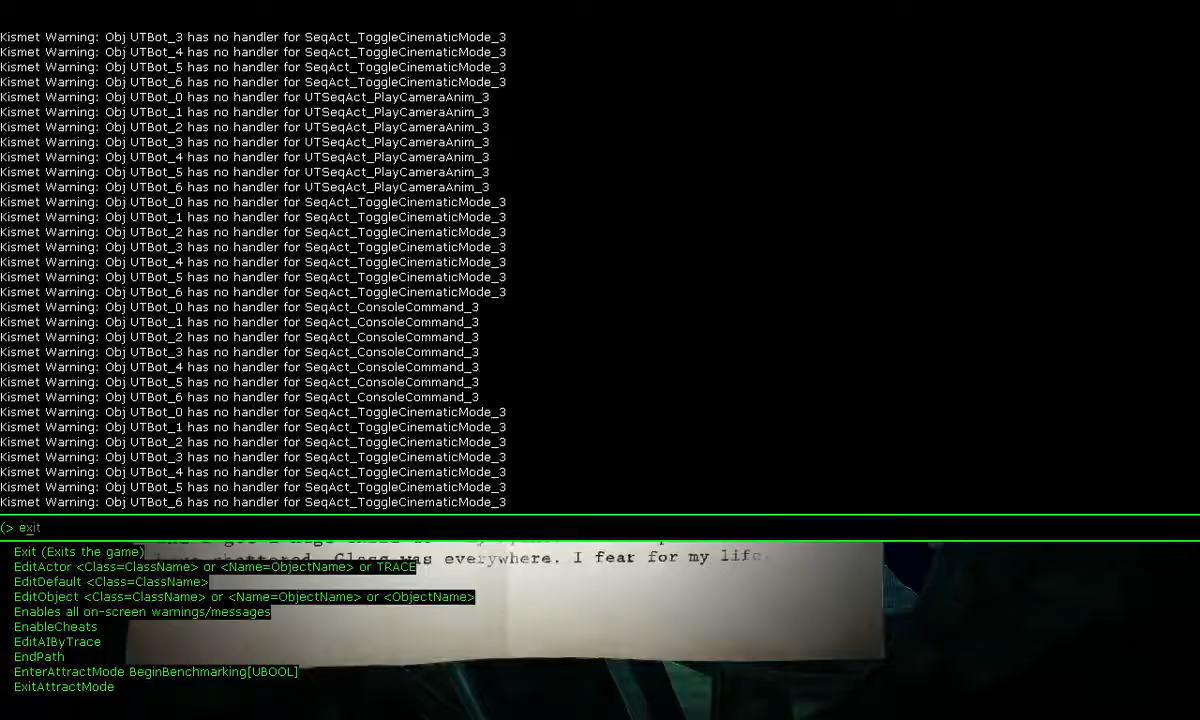 Kismet Warning: Obj UTBot_3 has no handler for SeqAct_ToggleCinematicMode_3
Kismet Warning: Obj UTBot_4 has no handler for SeqAct_ToggleCinematicMode_3
Kismet Warning: Obj UTBot_5 has no handler for SeqAct_ToggleCinematicMode_3
Kismet Warning: Obj UTBot_6 has no handler for SeqAct_ToggleCinematicMode_3
Kismet Warning: Obj UTBot_0 has no handler for UTSeqAct_PlayCameraAnim_3
Kismet Warning: Obj UTBot_1 has no handler for UTSeqAct_PlayCameraAnim_3
Kismet Warning: Obj UTBot_2 has no handler for UTSeqAct_PlayCameraAnim_3
Kismet Warning: Obj UTBot_3 has no handler for UTSeqAct_PlayCameraAnim_3
Kismet Warning: Obj UTBot_4 has no handler for UTSeqAct_PlayCameraAnim_3
Kismet Warning: Obj UTBot_5 has no handler for UTSeqAct_PlayCameraAnim_3
Kismet Warning: Obj UTBot_6 has no handler for UTSeqAct_PlayCameraAnim_3
Kismet Warning: Obj UTBot_0 has no handler for SeqAct_ToggleCinematicMode_3
Kismet Warning: Obj UTBot_1 has no handler for SeqAct_ToggleCinematicMode_3
Kismet Warning: Obj UTBot_2 has no handler for SeqAct_ToggleCinematicMode_3
Kismet Warning: Obj UTBot_3 has no handler for SeqAct_ToggleCinematicMode_3
Kismet Warning: Obj UTBot_4 has no handler for SeqAct_ToggleCinematicMode_3
Kismet Warning: Obj UTBot_5 has no handler for SeqAct_ToggleCinematicMode_3
Kismet Warning: Obj UTBot_6 has no handler for SeqAct_ToggleCinematicMode_3
Kismet Warning: Obj UTBot_0 has no handler for SeqAct_ConsoleCommand_3
Kismet Warning: Obj UTBot_1 has no handler for SeqAct_ConsoleCommand_3
Kismet Warning: Obj UTBot_2 has no handler for SeqAct_ConsoleCommand_3
Kismet Warning: Obj UTBot_3 has no handler for SeqAct_ConsoleCommand_3
Kismet Warning: Obj UTBot_4 has no handler for SeqAct_ConsoleCommand_3
Kismet Warning: Obj UTBot_5 has no handler for SeqAct_ConsoleCommand_3
Kismet Warning: Obj UTBot_6 has no handler for SeqAct_ConsoleCommand_3
Kismet Warning: Obj UTBot_0 has no handler for SeqAct_ToggleCinematicMode_3
Kismet Warning: Obj UTBot_1 has no handler for SeqAct_ToggleCinematicMode_3
Kismet Warning: Obj UTBot_2 has no handler for SeqAct_ToggleCinematicMode_3
Kismet Warning: Obj UTBot_3 has no handler for SeqAct_ToggleCinematicMode_3
Kismet Warning: Obj UTBot_4 has no handler for SeqAct_ToggleCinematicMode_3
Kismet Warning: Obj UTBot_5 has no handler for SeqAct_ToggleCinematicMode_3
Kismet Warning: Obj UTBot_6 has no handler for SeqAct_ToggleCinematicMode_3
(> exit
Exit (Exits the game)
shattered. Glass was everywhere. I fear for my life.
EditActor <Class=ClassName> or <Name=ObjectName> or TRACE
EditDefault <Class=ClassName>
EditObject <Class=ClassName> or <Name=ObjectName> or <ObjectName>
Enables all on-screen warnings/messages
EnableCheats
EditAIByTrace
EndPath
EnterAttractMode BeginBenchmarking[UBOOL]
ExitAttractMode